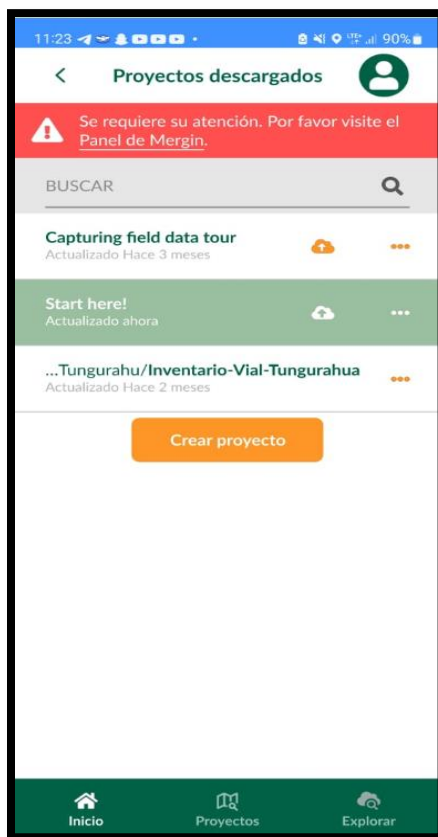 11:23 90%
Proyectos descargados
Se requiere su atención. Por favor visite el
Panel de Mergin.
BUSCAR
Capturing field data tour
Actualizado Hace 3 meses
Start here!
Actualizado ahora
...Tungurahu/Inventario-Vial-Tungurahua
Actualizado Hace 2 meses
Crear proyecto
Inicio Proyectos Explorar